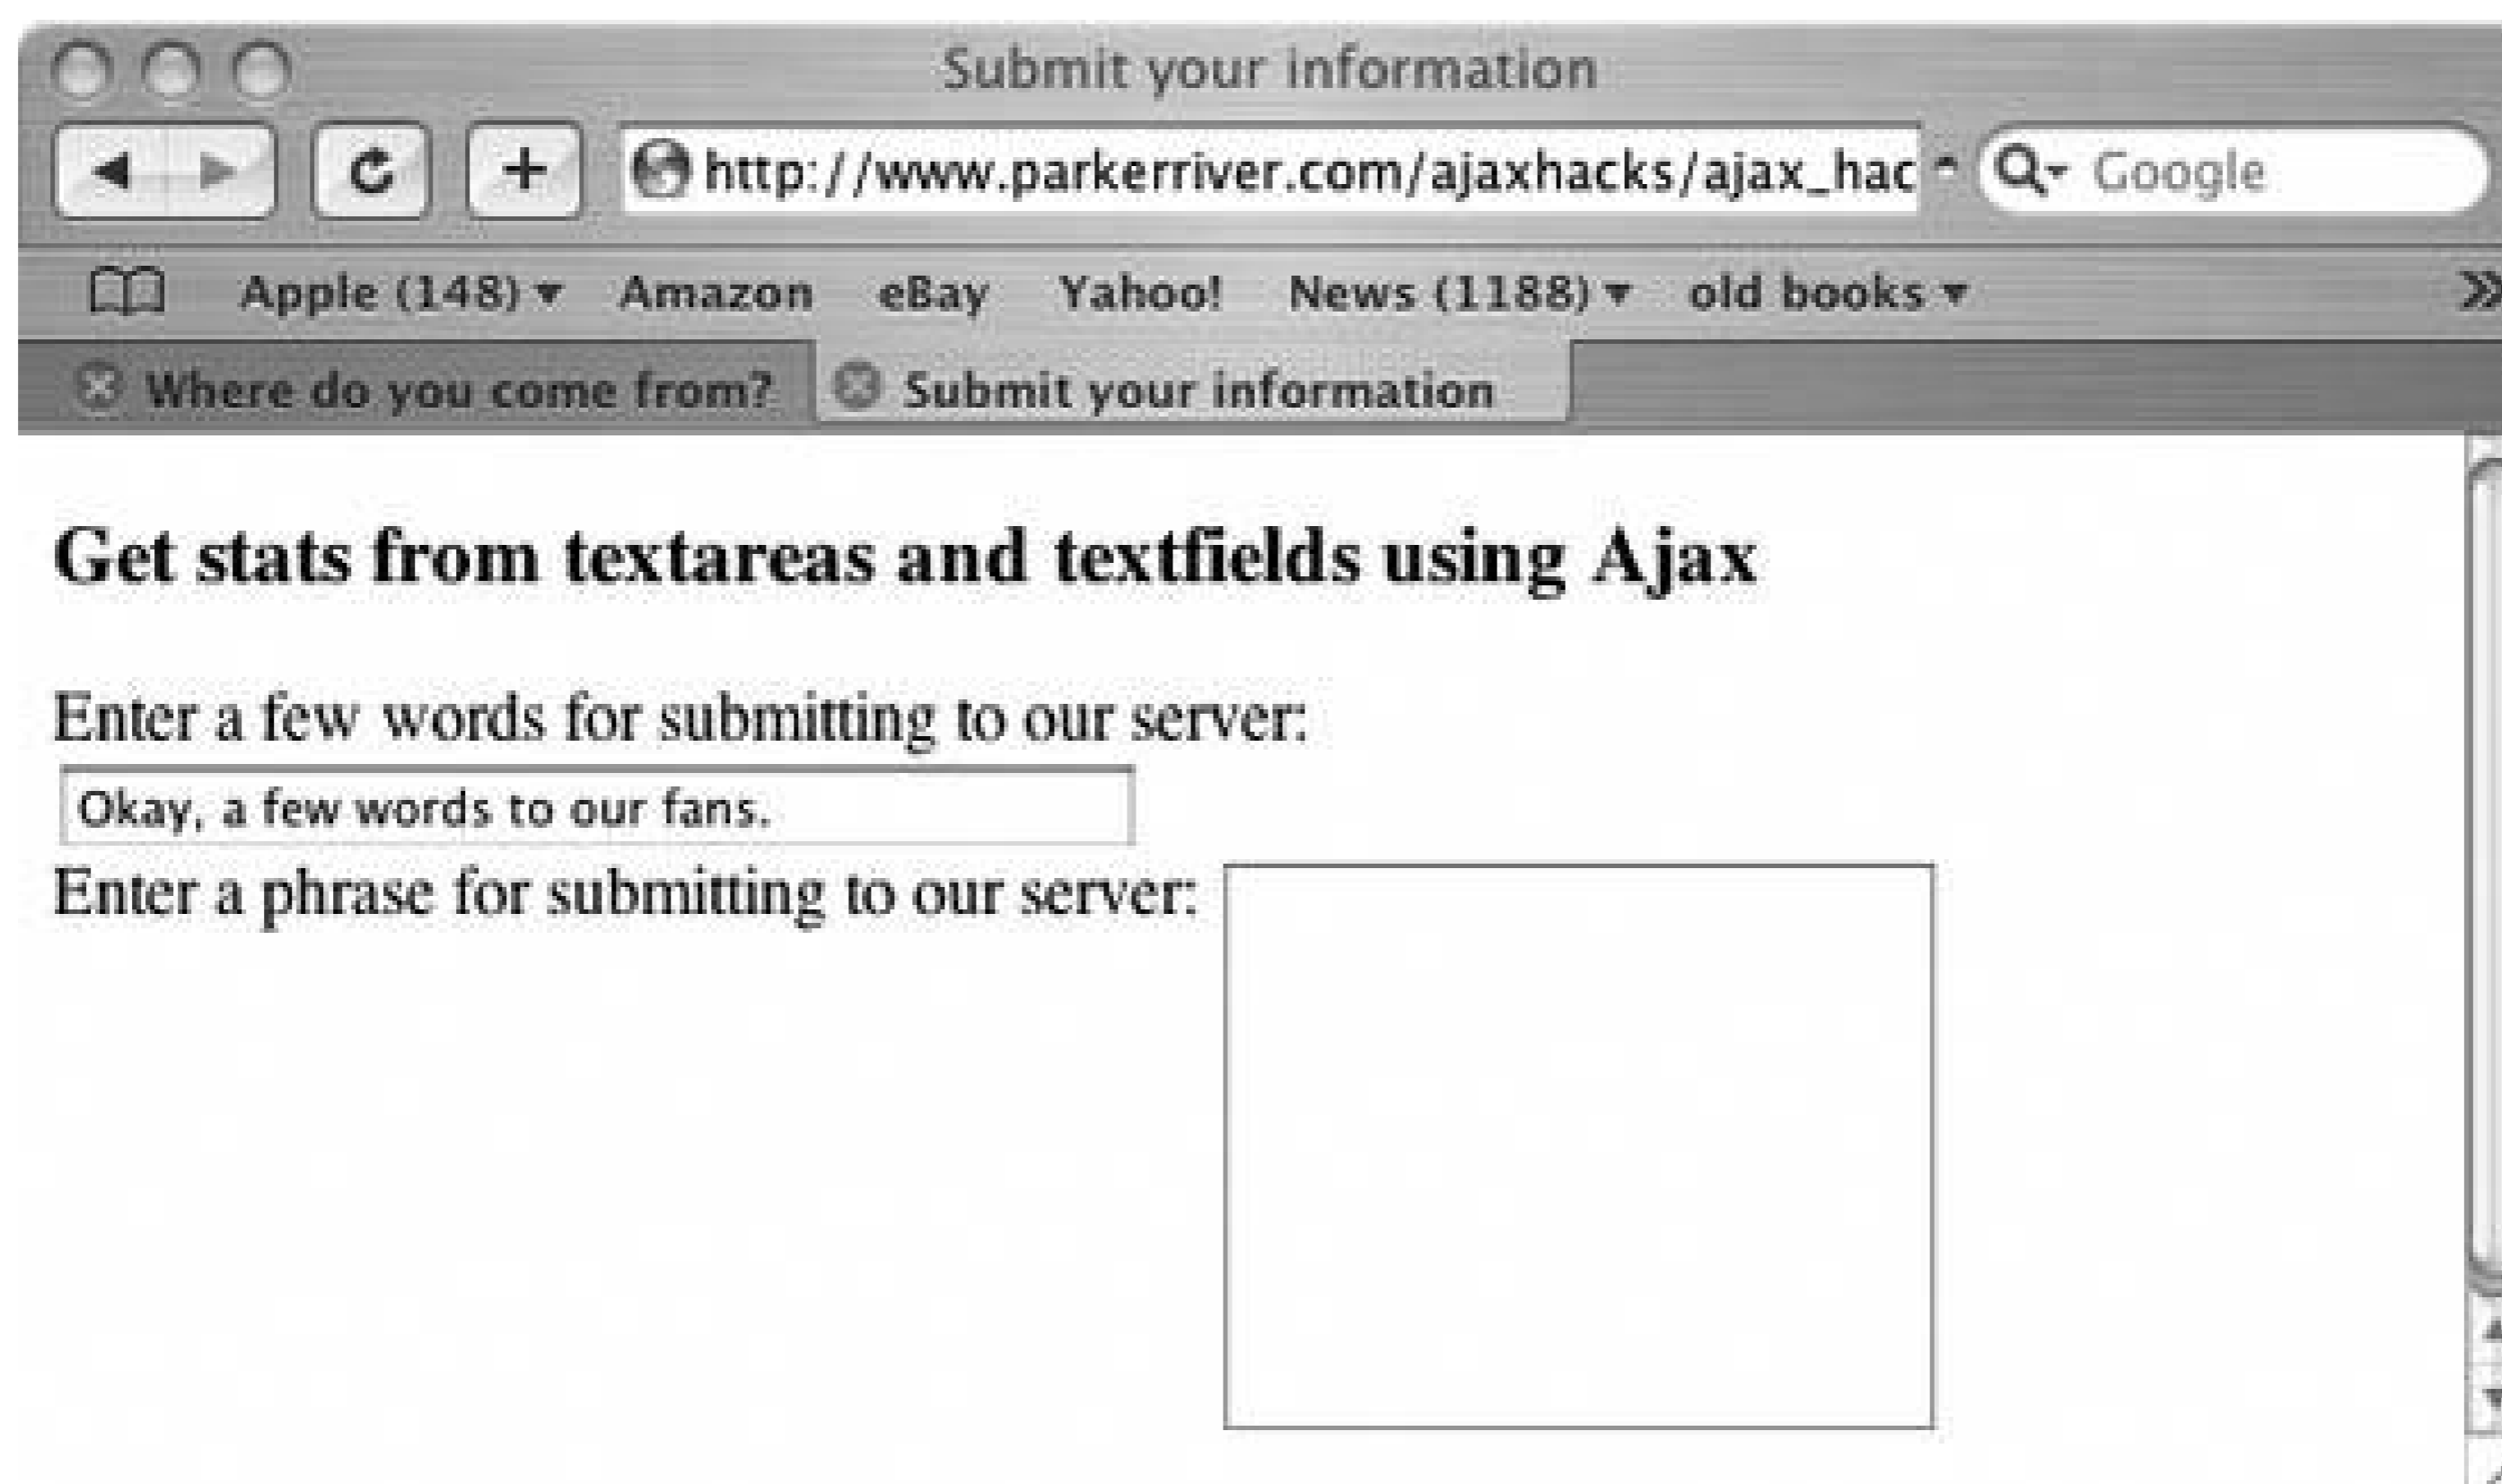 Submit your information
http://www.parkerriver.com/ajaxhacks/ajax_hac
Google
Apple (148) Amazon eBay Yahoo! News (1188) old books
Where do you come from? Submit your information
Get stats from textareas and textfields using Ajax
Enter a few words for submitting to our server:
Okay, a few words to our fans.
Enter a phrase for submitting to our server: